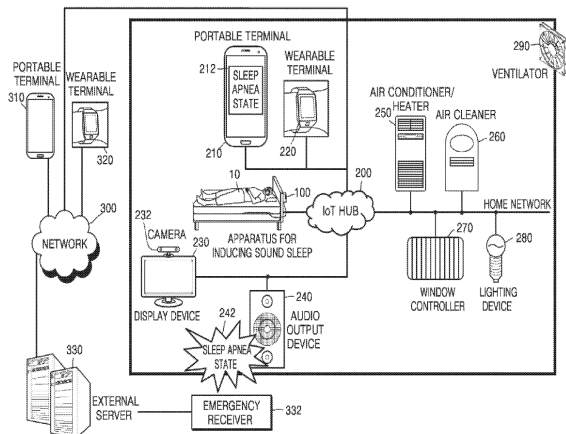 PORTABLE TERMINAL
212
SLEEP
APNEA
STATE
210
WEARABLE
TERMINAL
220
290
VENTILATOR
PORTABLE
TERMINAL
310
WEARABLE
TERMINAL
320
AIR CONDITIONER/
HEATER
250
AIR CLEANER
260
10
100
200
IoT HUB
HOME NETWORK
APPARATUS FOR
INDUCING SOUND SLEEP
300
NETWORK
232
CAMERA
230
DISPLAY DEVICE
270
WINDOW
CONTROLLER
280
LIGHTING
DEVICE
240
AUDIO
OUTPUT
DEVICE
242
SLEEP APNEA
STATE
330
EXTERNAL
SERVER
EMERGENCY
RECEIVER
332